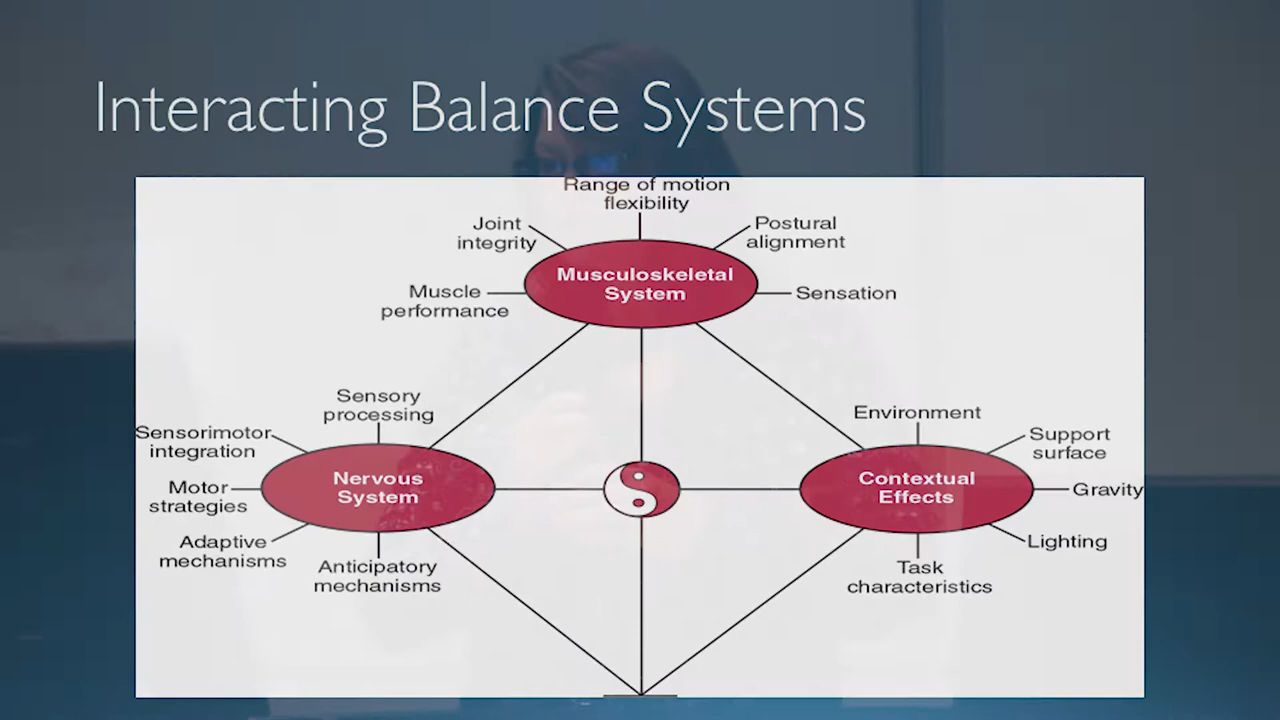 Interacting Balance Systems
Range of motion
flexibility
Joint
integrity
Postural
alignment
Musculoskeletal
System
Muscle
performance
Sensation
Sensory
processing
Sensorimotor
integration
Nervous
System
Motor
strategies
Adaptive
mechanisms
Anticipatory
mechanisms
Environment
Support
surface
Contextual
Effects
Gravity
Lighting
Task
characteristics